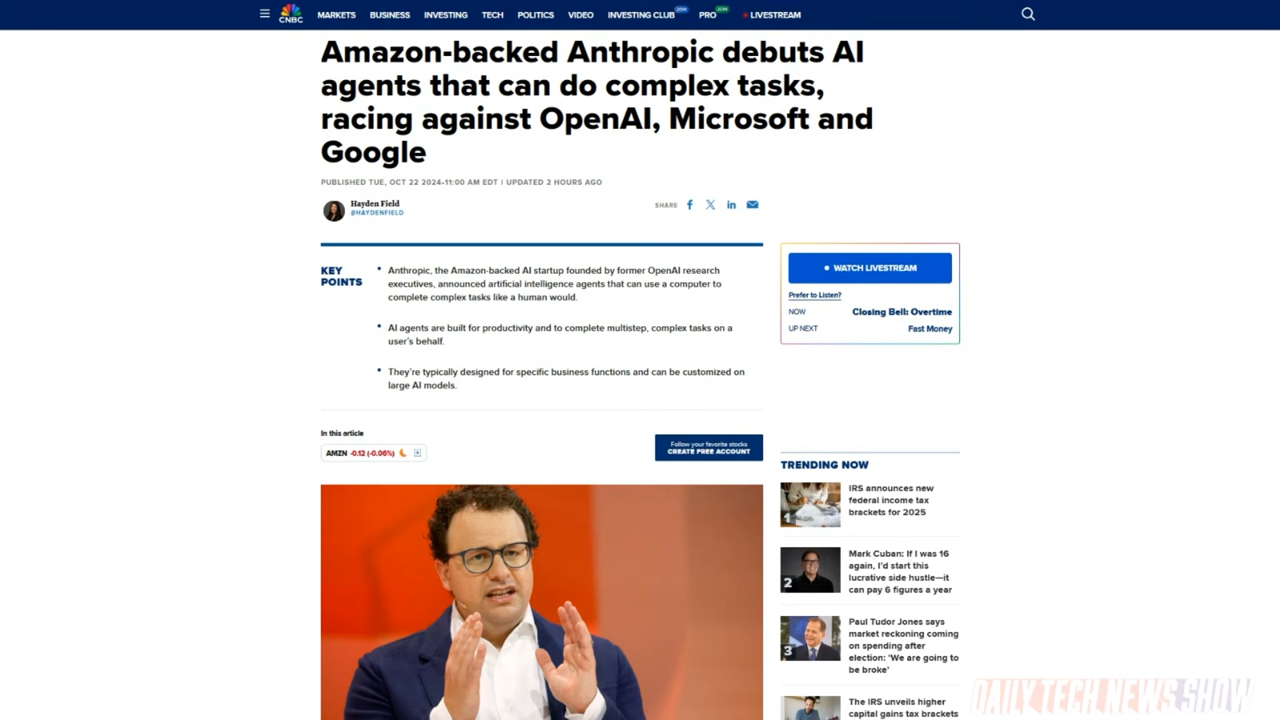 CNBC
MARKETS
BUSINESS
INVESTING
TECH
POLITICS
VIDEO
INVESTING CLUB
PRO
LIVESTREAM
Amazon-backed Anthropic debuts AI
agents that can do complex tasks,
racing against OpenAI, Microsoft and
Google
PUBLISHED TUE, OCT 22 2024•11:00 AM EDT | UPDATED 2 HOURS AGO
Hayden Field
@HAYDENFIELD
SHARE
KEY
POINTS
• Anthropic, the Amazon-backed AI startup founded by former OpenAI research
executives, announced artificial intelligence agents that can use a computer to
complete complex tasks like a human would.
• AI agents are built for productivity and to complete multistep, complex tasks on a
user's behalf.
• They're typically designed for specific business functions and can be customized on
large AI models.
In this article
AMZN -0.12 (-0.06%)
Follow your favorite stocks
CREATE FREE ACCOUNT
WATCH LIVESTREAM
Prefer to Listen?
NOW
Closing Bell: Overtime
UP NEXT
Fast Money
TRENDING NOW
1
IRS announces new
federal income tax
brackets for 2025
2
Mark Cuban: If I was 16
again, I'd start this
lucrative side hustle—it
can pay 6 figures a year
3
Paul Tudor Jones says
market reckoning coming
on spending after
election: 'We are going to
be broke'
The IRS unveils higher
capital gains tax brackets
DAILY TECH NEWS SHOW